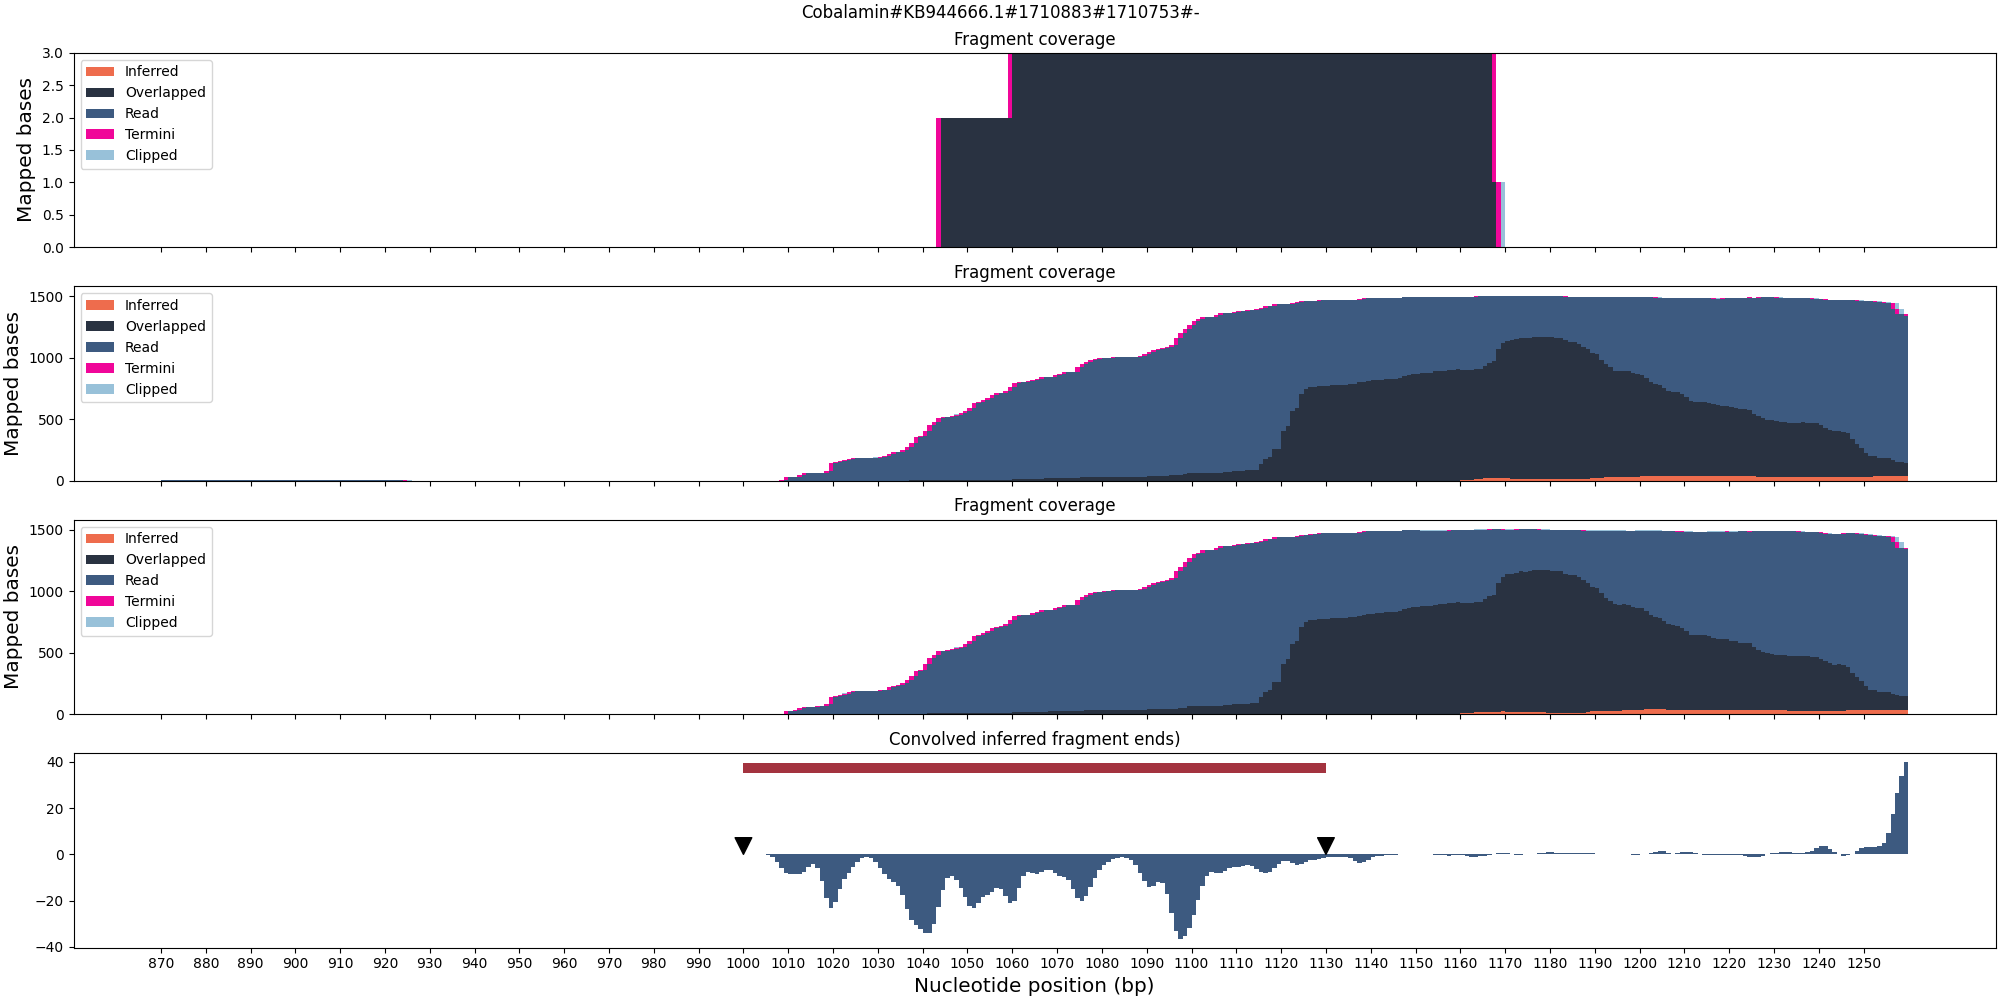 Cobalamin#KB944666.1#1710883#1710753#-
Fragment coverage
Mapped bases
3.0
2.5
2.0
1.5
1.0
0.5
0.0
Inferred
Overlapped
Read
Termini
Clipped
Fragment coverage
Mapped bases
1500
1000
500
0
Inferred
Overlapped
Read
Termini
Clipped
Fragment coverage
Mapped bases
1500
1000
500
0
Inferred
Overlapped
Read
Termini
Clipped
Convolved inferred fragment ends)
40
20
0
−20
−40
870 880 890 900 910 920 930 940 950 960 970 980 990 1000 1010 1020 1030 1040 1050 1060 1070 1080 1090 1100 1110 1120 1130 1140 1150 1160 1170 1180 1190 1200 1210 1220 1230 1240 1250
Nucleotide position (bp)